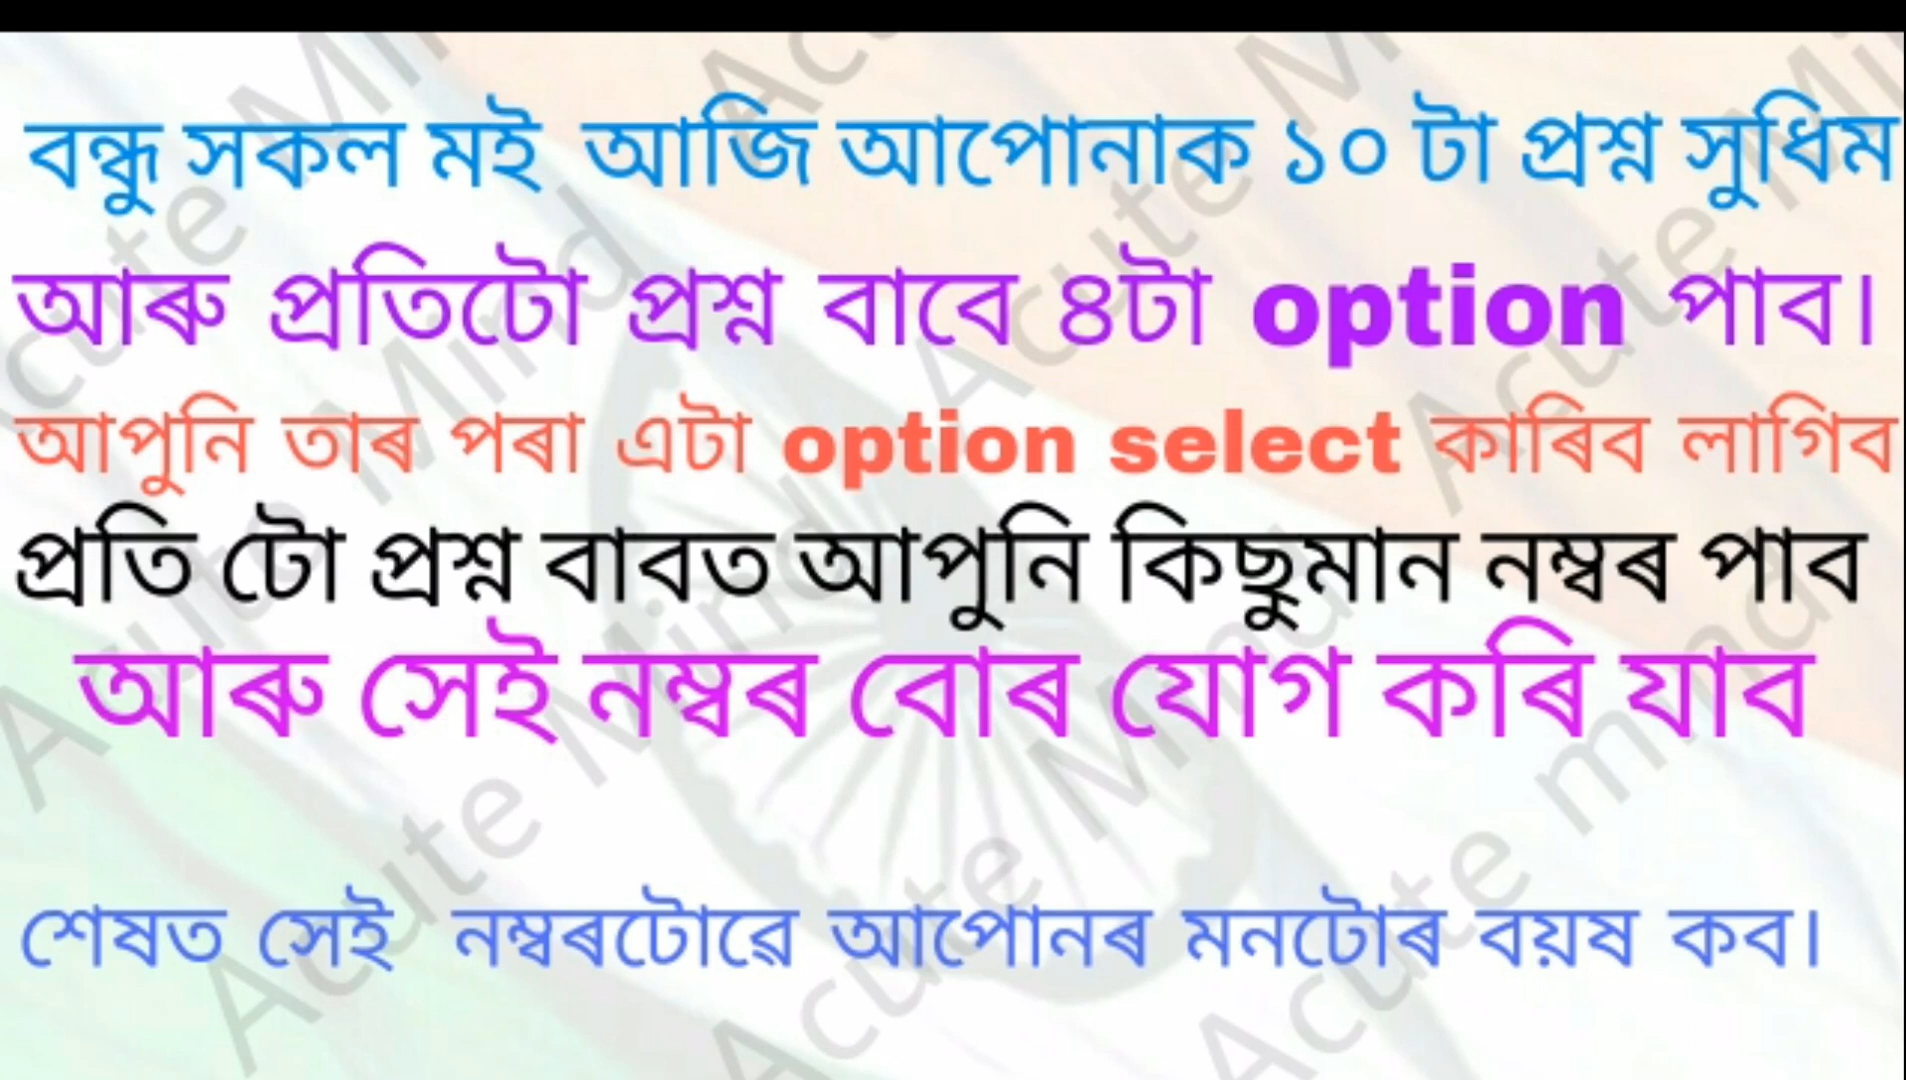 বন্ধু সকল মই আজি আপোনাক ১০ টা প্ৰশ্ন সুধিম
আৰু প্ৰতিটো প্ৰশ্ন বাবে ৪টা option পাব।
আপুনি তাৰ পৰা এটা option select কাৰিব লাগিব
প্ৰতি টো প্ৰশ্ন বাবত আপুনি কিছুমান নম্বৰ পাব
আৰু সেই নম্বৰ বোৰ যোগ কৰি যাব
শেষত সেই নম্বৰটোৱে আপোনৰ মনটোৰ বয়ষ কব।